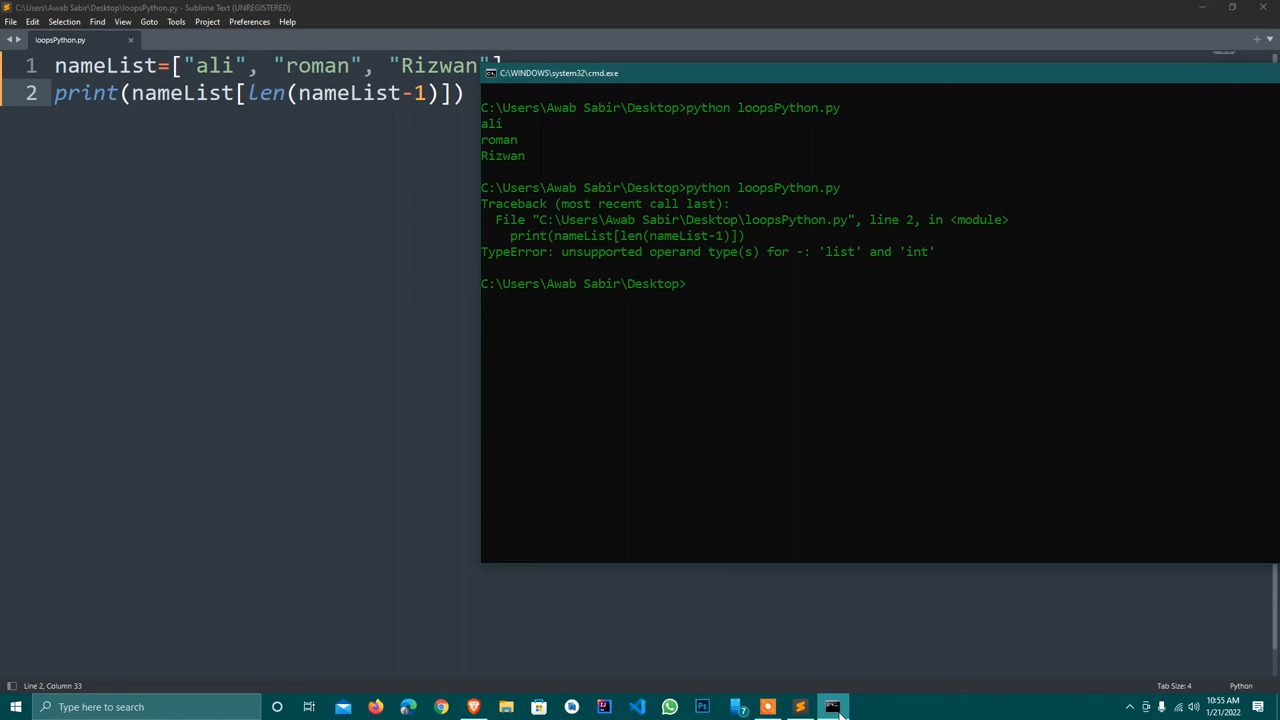 C:\Users\Awab Sabir\Desktop\loopsPython.py - Sublime Text (UNREGISTERED)
File Edit Selection Find View Goto Tools Project Preferences Help
loopsPython.py
1 nameList=["ali", "roman", "Rizwan"]
2 print(nameList[len(nameList-1)])
C:\WINDOWS\system32\cmd.exe
C:\Users\Awab Sabir\Desktop>python loopsPython.py
ali
roman
Rizwan
C:\Users\Awab Sabir\Desktop>python loopsPython.py
Traceback (most recent call last):
File "C:\Users\Awab Sabir\Desktop\loopsPython.py", line 2, in <module>
print(nameList[len(nameList-1)])
TypeError: unsupported operand type(s) for -: 'list' and 'int'
C:\Users\Awab Sabir\Desktop>
Line 2, Column 33
Tab Size: 4
Python
Type here to search
Ps
7
10:55 AM
1/21/2022